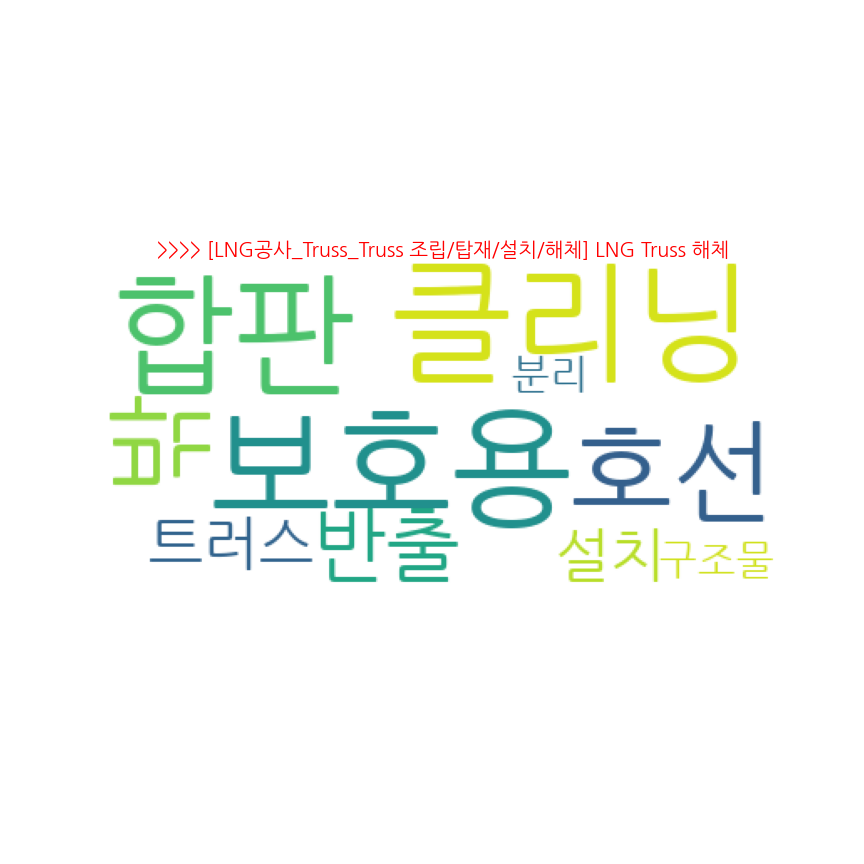 >>>> [LNG공사_Truss_Truss 조립/탑재/설치/해체] LNG Truss 해체
합판 클리닝
분리
박 보호용 호선
트러스 반출 설치 구조물